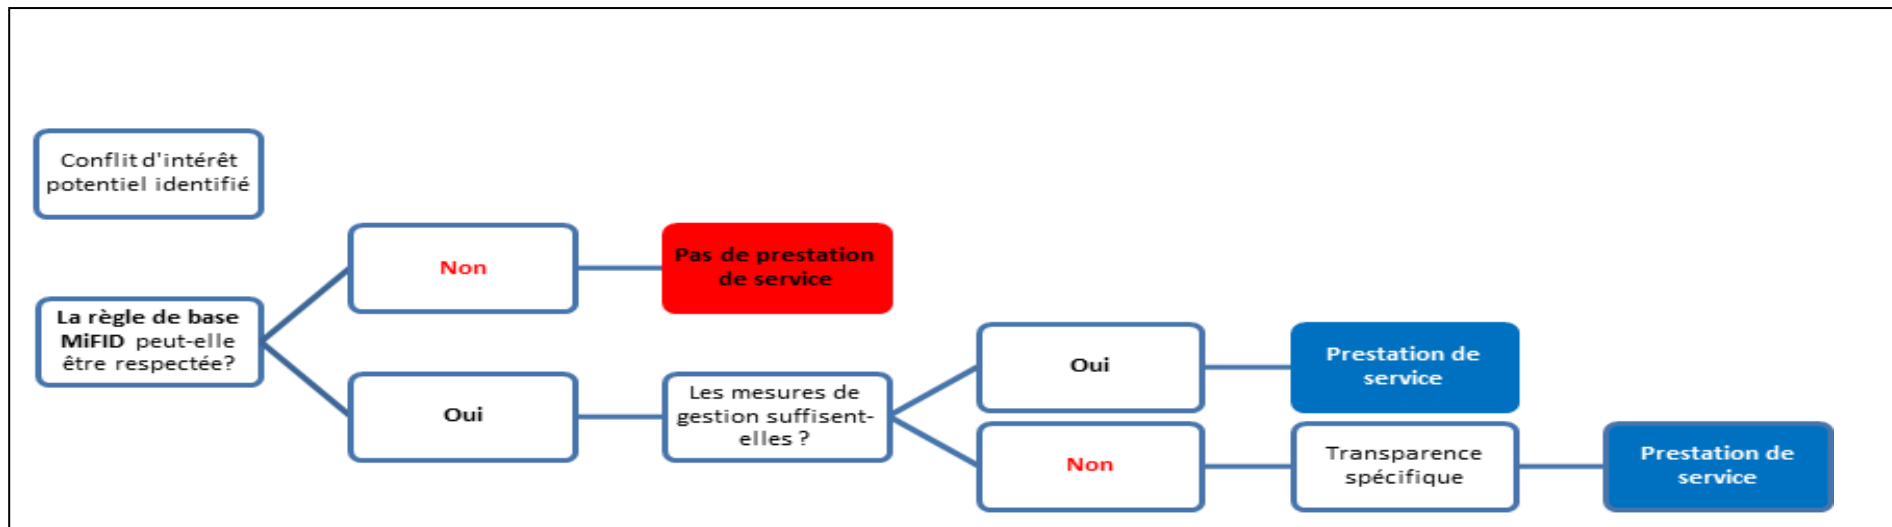 Conflit d'intérêt
potentiel identifié
La règle de base
MiFID peut-elle
être respectée?
Non
Pas de prestation
de service
Oui
Les mesures de
gestion suffisent-
elles ?
Oui
Prestation de
service
Non
Transparence
spécifique
Prestation de
service